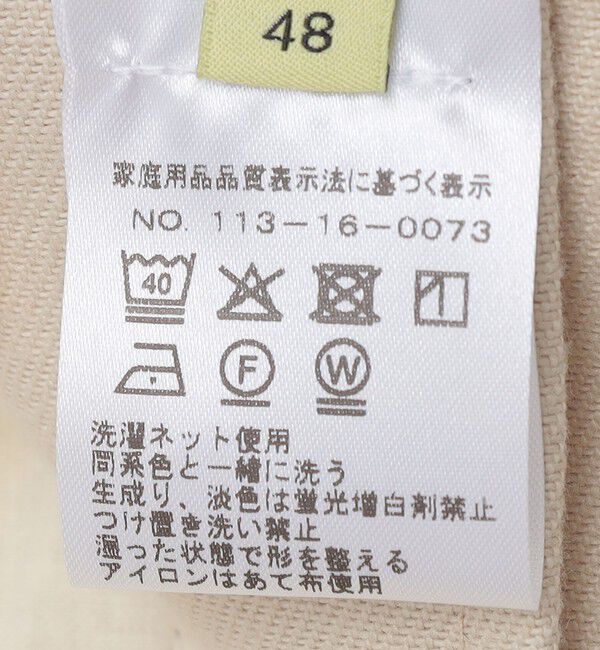 48
家庭用品品質表示法に基づく表示
NO. 113-16-0073
40
F W
洗濯ネット使用
同系色と一緒に洗う
生成り、淡色は蛍光増白剤禁止
つけ置き洗い禁止
湿った状態で形を整える
アイロンはあて布使用